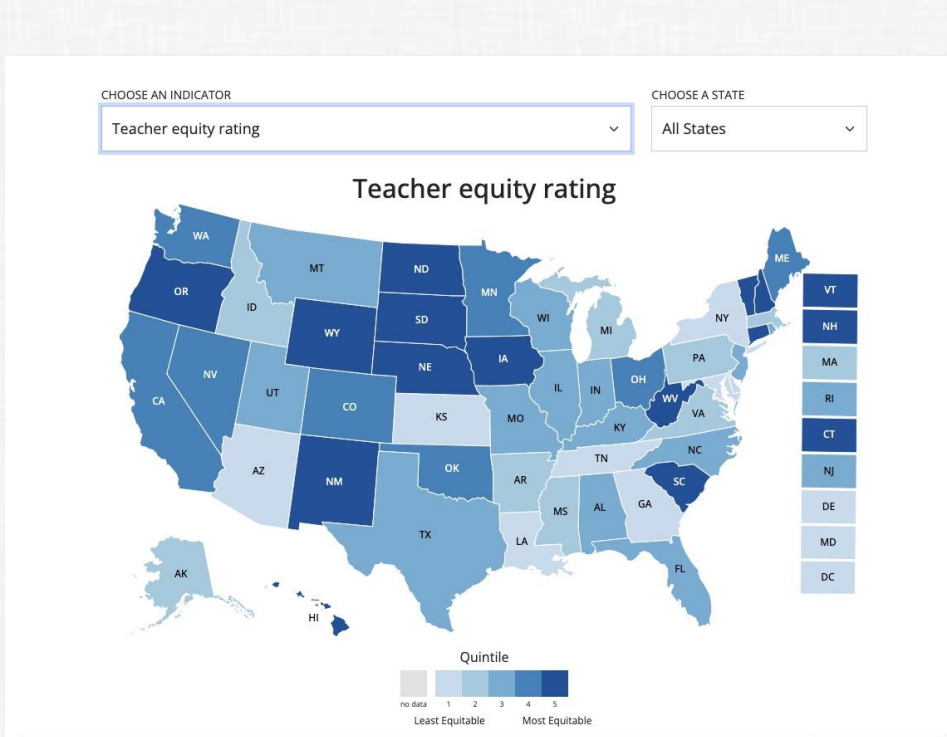 CHOOSE AN INDICATOR
CHOOSE A STATE
Teacher equity rating
All States
Teacher equity rating
WA
ME
MT
ND
OR
MN
VT
ID
SD
WI
NY
NH
WY
MI
MA
IA
PA
NE
NV
OH
RI
UT
IL
IN
CA
CO
WV
KS
VA
MO
KY
CT
NC
TN
AZ
OK
NJ
NM
AR
SC
GA
DE
MS
AL
TX
LA
MD
FL
AK
DC
HI
Quintile
no data 1 2 3 4 5
Least Equitable Most Equitable